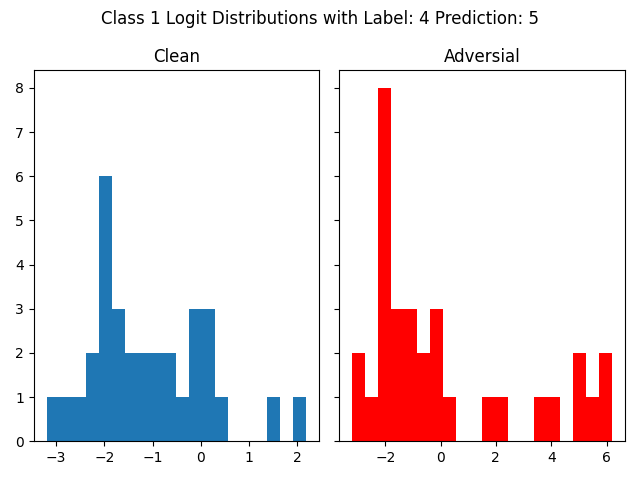 Class 1 Logit Distributions with Label: 4 Prediction: 5
Clean
Adversial
8
7
6
5
4
3
2
1
0
−3 −2 −1 0 1 2
−2 0 2 4 6